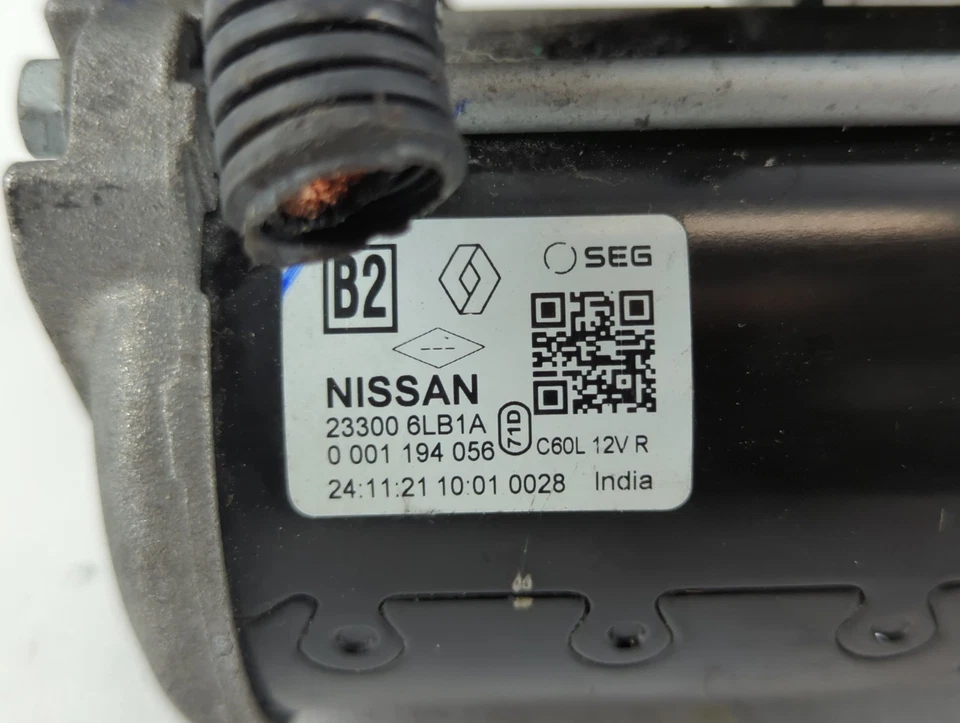 B2
SEG
---
NISSAN
23300 6LB1A
0 001 194 056
71D
C60L 12V R
24:11:21 10:01 0028 India